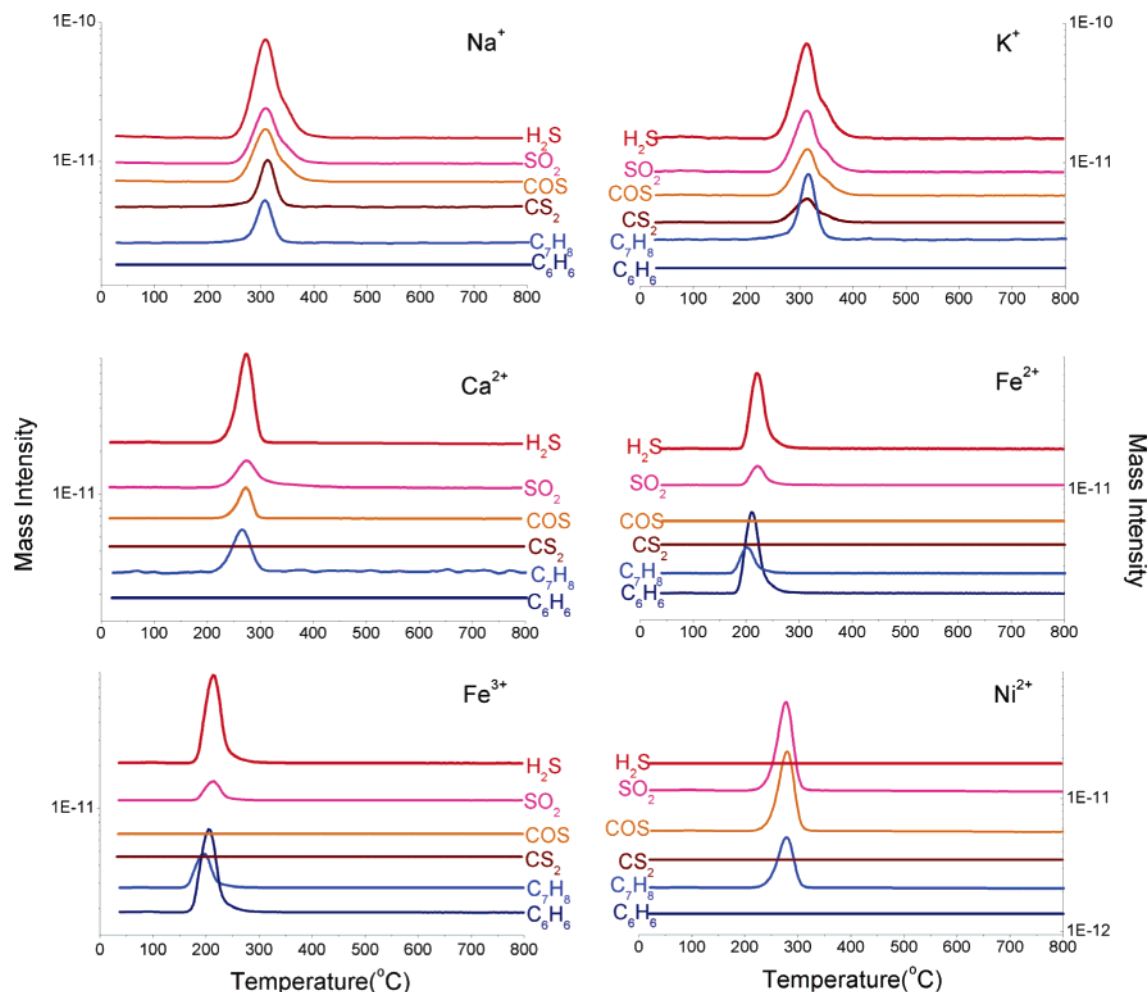 1E-10
1E-11
Na⁺
H₂S
SO₂
COS
CS₂
C₇H₈
C₆H₆
0 100 200 300 400 500 600 700 800
K⁺
1E-10
1E-11
H₂S
SO₂
COS
CS₂
C₇H₈
C₆H₆
0 100 200 300 400 500 600 700 800
Mass Intensity
1E-11
Ca²⁺
H₂S
SO₂
COS
CS₂
C₇H₈
C₆H₆
0 100 200 300 400 500 600 700 800
Fe²⁺
H₂S
SO₂
COS
CS₂
C₇H₈
C₆H₆
1E-11
0 100 200 300 400 500 600 700 800
Mass Intensity
1E-11
Fe³⁺
H₂S
SO₂
COS
CS₂
C₇H₈
C₆H₆
0 100 200 300 400 500 600 700 800
Temperature(°C)
Ni²⁺
H₂S
SO₂
COS
CS₂
C₇H₈
C₆H₆
1E-11
1E-12
0 100 200 300 400 500 600 700 800
Temperature(°C)